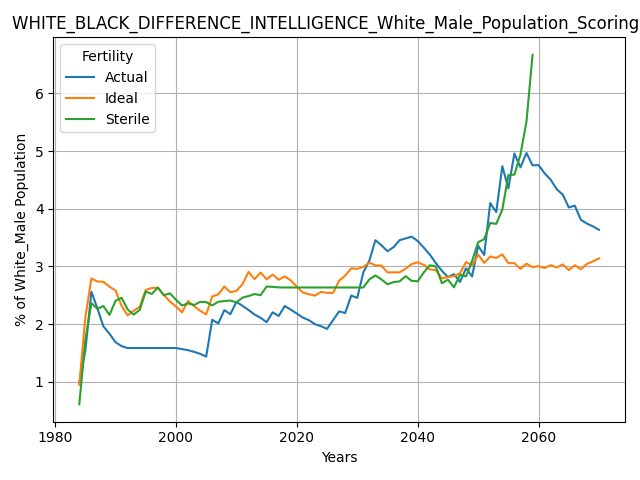 WHITE_BLACK_DIFFERENCE_INTELLIGENCE_White_Male_Population_Scoring
Fertility
Actual
Ideal
Sterile
% of White_Male Population
6
5
4
3
2
1
1980
2000
2020
2040
2060
Years